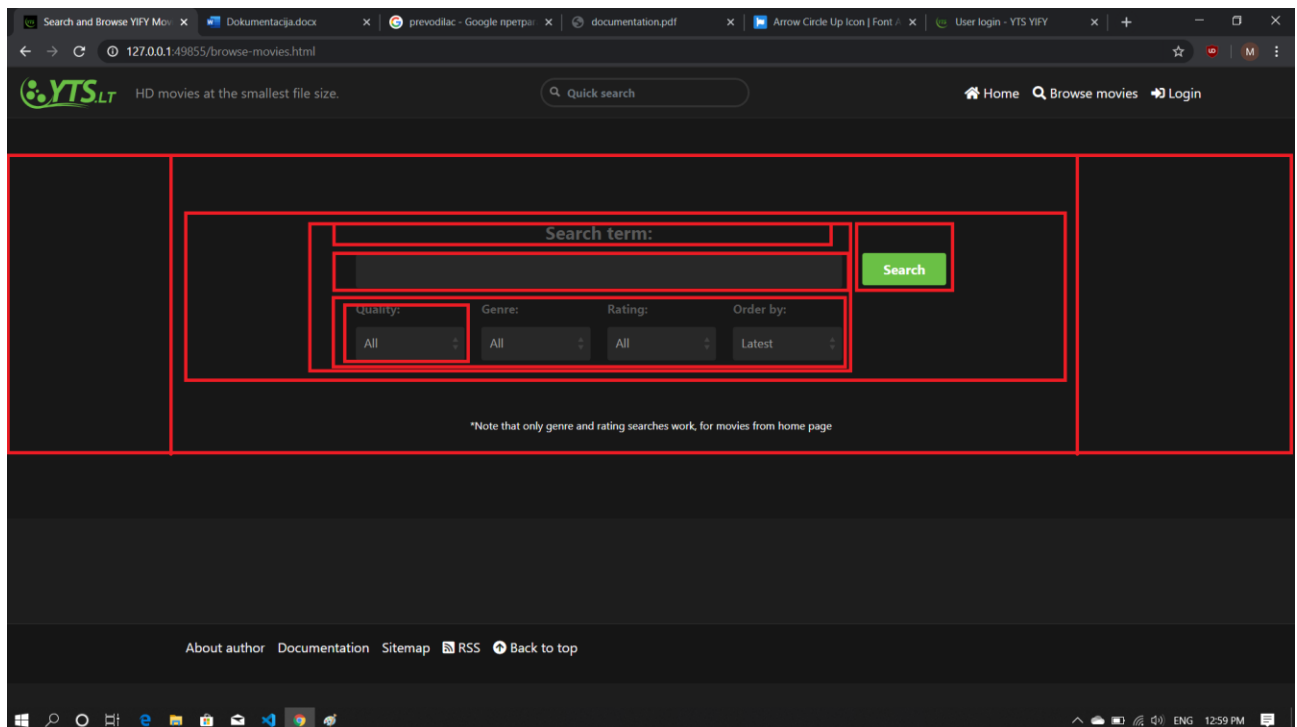 Search and Browse YIFY Mov
Dokumentacija.docx
prevodilac - Google претраг
documentation.pdf
Arrow Circle Up Icon | Font A
User login - YTS YIFY
127.0.0.1:49855/browse-movies.html
M
YTS.LT
HD movies at the smallest file size.
Quick search
Home
Browse movies
Login
Search term:
Search
Quality:
Genre:
Rating:
Order by:
All
All
All
Latest
*Note that only genre and rating searches work, for movies from home page
About author
Documentation
Sitemap
RSS
Back to top
ENG
12:59 PM